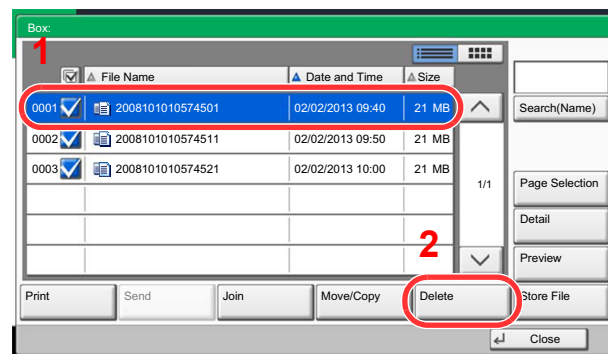 Box:
1
File Name Date and Time Size
0001 2008101010574501 02/02/2013 09:40 21 MB
Search(Name)
0002 2008101010574511 02/02/2013 09:50 21 MB
0003 2008101010574521 02/02/2013 10:00 21 MB
1/1
Page Selection
Detail
2
Preview
Print Send Join Move/Copy Delete Store File
Close